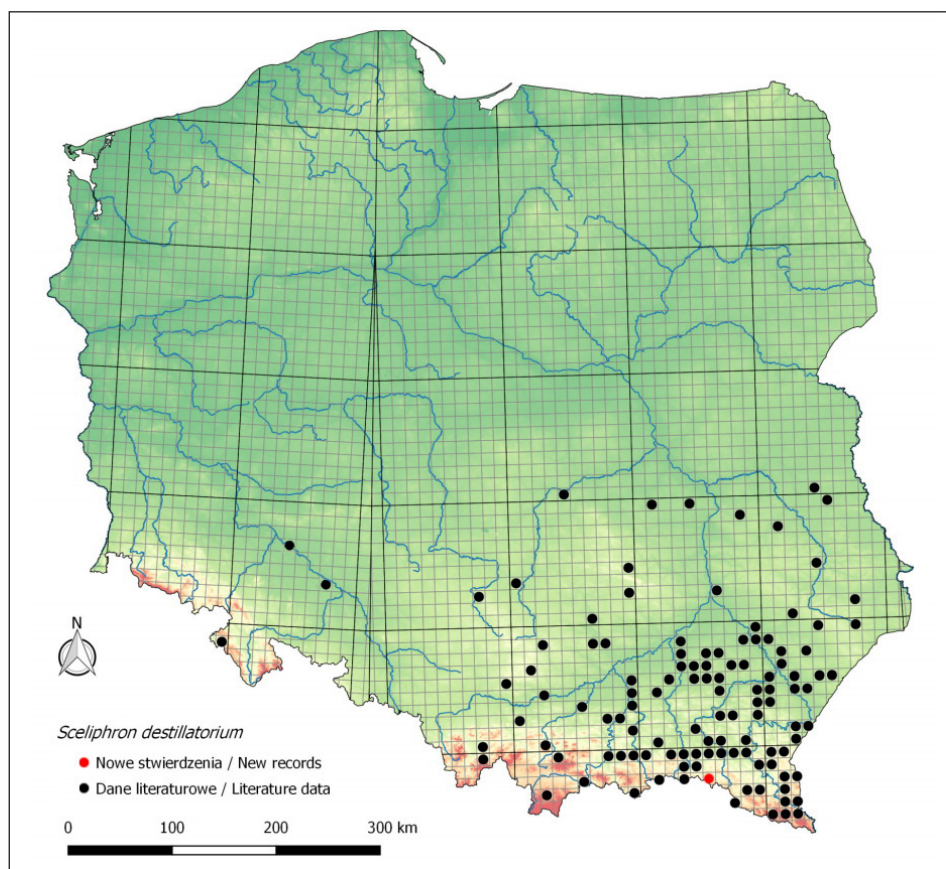 N
Sceliphron destillatorium
Nowe stwierdzenia / New records
Dane literaturowe / Literature data
0 100 200 300 km